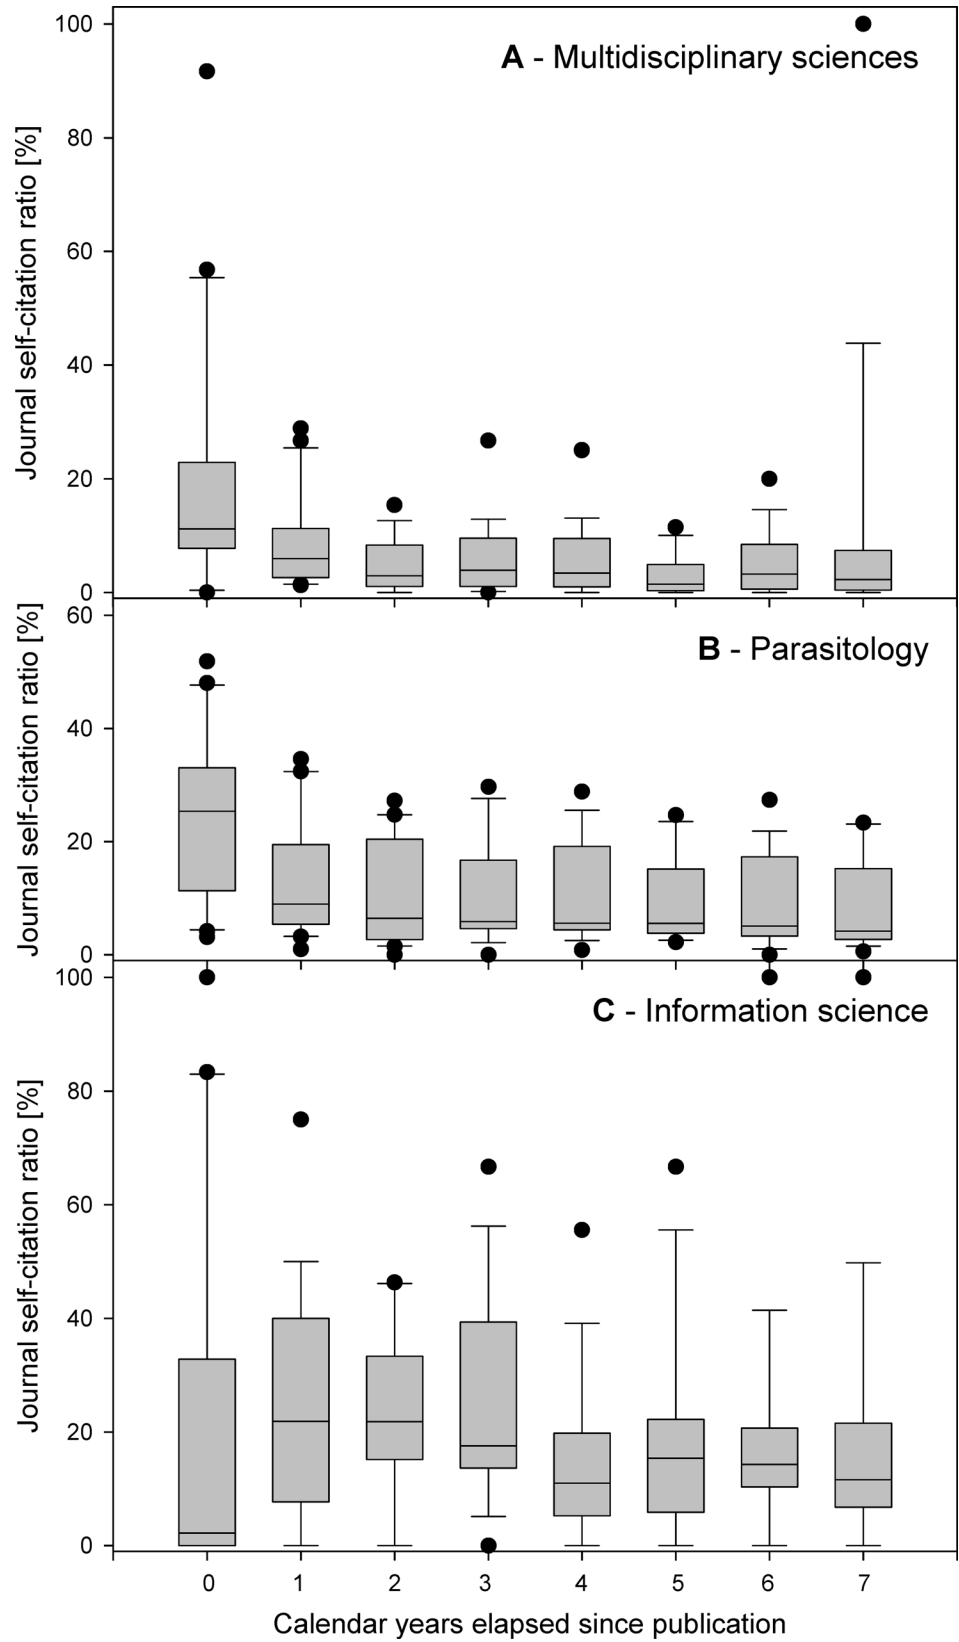 A - Multidisciplinary sciences
Journal self-citation ratio [%]
100
80
60
40
20
0
B - Parasitology
Journal self-citation ratio [%]
60
40
20
0
C - Information science
Journal self-citation ratio [%]
100
80
60
40
20
0
0 1 2 3 4 5 6 7
Calendar years elapsed since publication